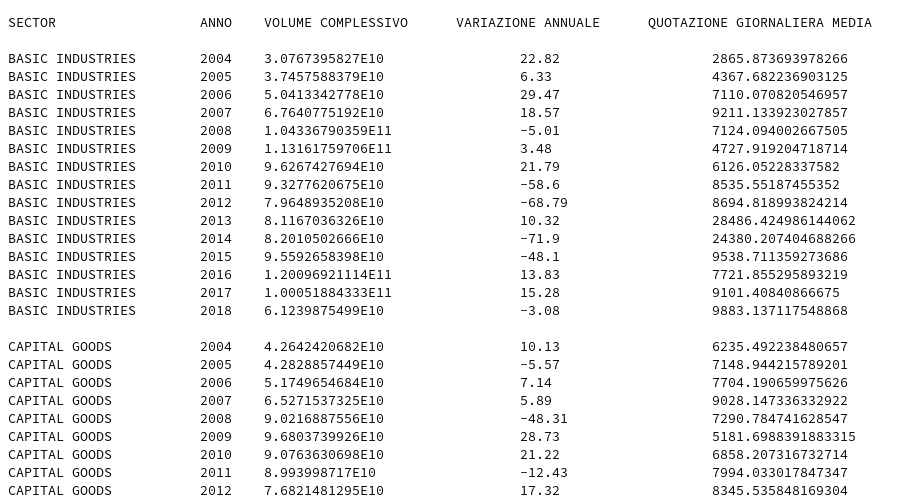 SECTOR ANNO VOLUME COMPLESSIVO VARIAZIONE ANNUALE QUOTAZIONE GIORNALIERA MEDIA
BASIC INDUSTRIES 2004 3.0767395827E10 22.82 2865.873693978266
BASIC INDUSTRIES 2005 3.7457588379E10 6.33 4367.682236903125
BASIC INDUSTRIES 2006 5.0413342778E10 29.47 7110.070820546957
BASIC INDUSTRIES 2007 6.7640775192E10 18.57 9211.133923027857
BASIC INDUSTRIES 2008 1.04336790359E11 -5.01 7124.094002667505
BASIC INDUSTRIES 2009 1.13161759706E11 3.48 4727.919204718714
BASIC INDUSTRIES 2010 9.6267427694E10 21.79 6126.05228337582
BASIC INDUSTRIES 2011 9.3277620675E10 -58.6 8535.55187455352
BASIC INDUSTRIES 2012 7.9648935208E10 -68.79 8694.818993824214
BASIC INDUSTRIES 2013 8.1167036326E10 10.32 28486.424986144062
BASIC INDUSTRIES 2014 8.2010502666E10 -71.9 24380.207404688266
BASIC INDUSTRIES 2015 9.5592658398E10 -48.1 9538.711359273686
BASIC INDUSTRIES 2016 1.20096921114E11 13.83 7721.855295893219
BASIC INDUSTRIES 2017 1.00051884333E11 15.28 9101.40840866675
BASIC INDUSTRIES 2018 6.1239875499E10 -3.08 9883.137117548868
CAPITAL GOODS 2004 4.2642420682E10 10.13 6235.492238480657
CAPITAL GOODS 2005 4.2828857449E10 -5.57 7148.944215789201
CAPITAL GOODS 2006 5.1749654684E10 7.14 7704.190659975626
CAPITAL GOODS 2007 6.5271537325E10 5.89 9028.147336332922
CAPITAL GOODS 2008 9.0216887556E10 -48.31 7290.784741628547
CAPITAL GOODS 2009 9.6803739926E10 28.73 5181.6988391883315
CAPITAL GOODS 2010 9.0763630698E10 21.22 6858.207316732714
CAPITAL GOODS 2011 8.993998717E10 -12.43 7994.033017847347
CAPITAL GOODS 2012 7.6821481295E10 17.32 8345.535848169304